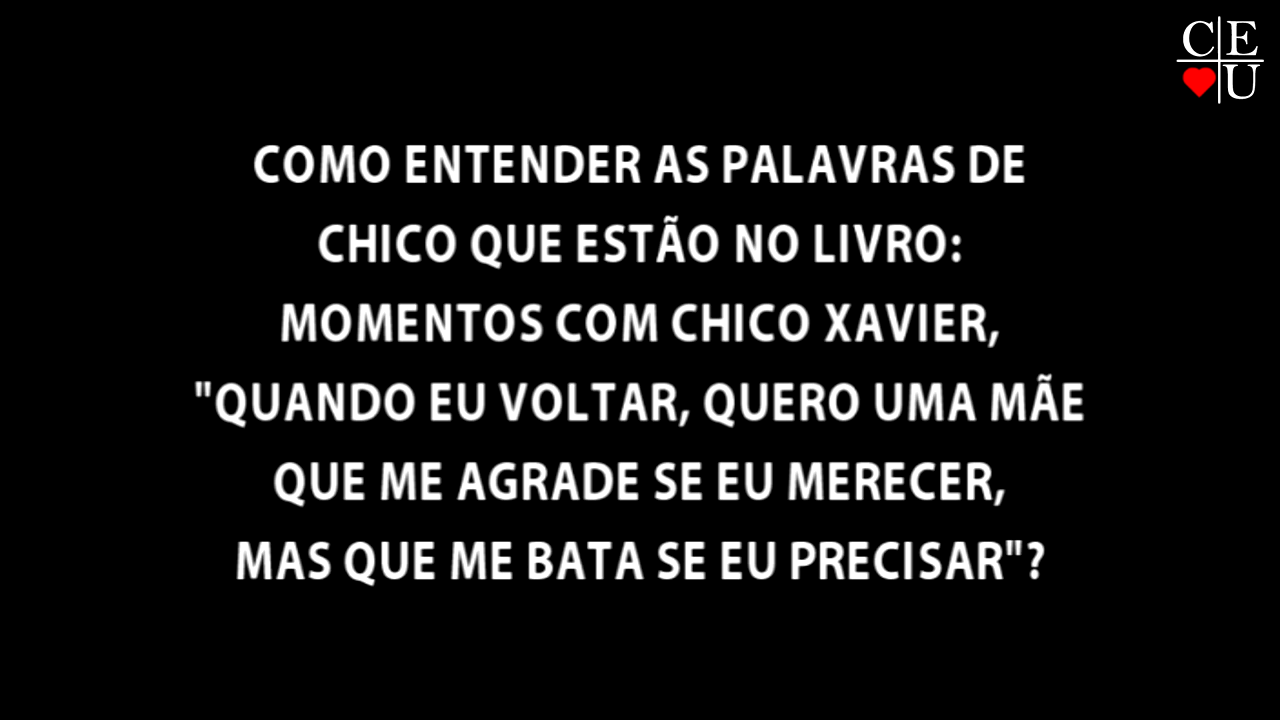 CE
U
COMO ENTENDER AS PALAVRAS DE
CHICO QUE ESTÃO NO LIVRO:
MOMENTOS COM CHICO XAVIER,
"QUANDO EU VOLTAR, QUERO UMA MÃE
QUE ME AGRADE SE EU MERECER,
MAS QUE ME BATA SE EU PRECISAR"?